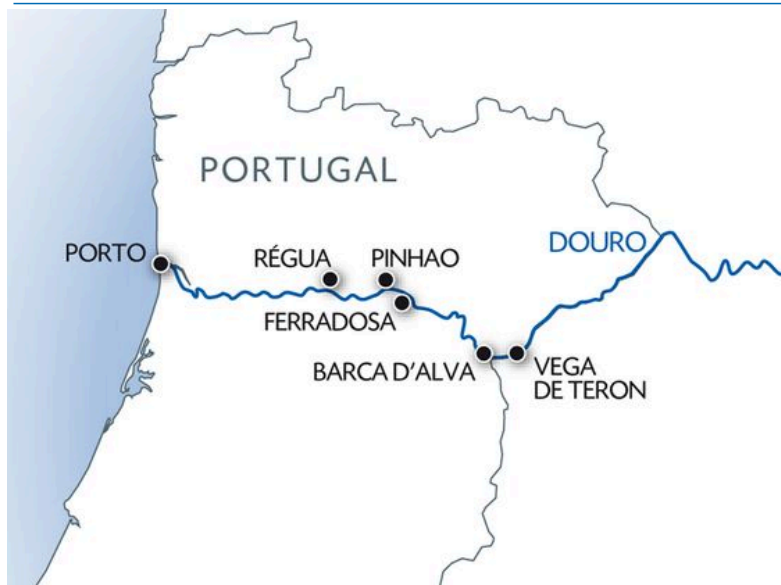 PORTUGAL
DOURO
PORTO
RÉGUA
PINHAO
FERRADOSA
BARCA D'ALVA
VEGA
DE TERON